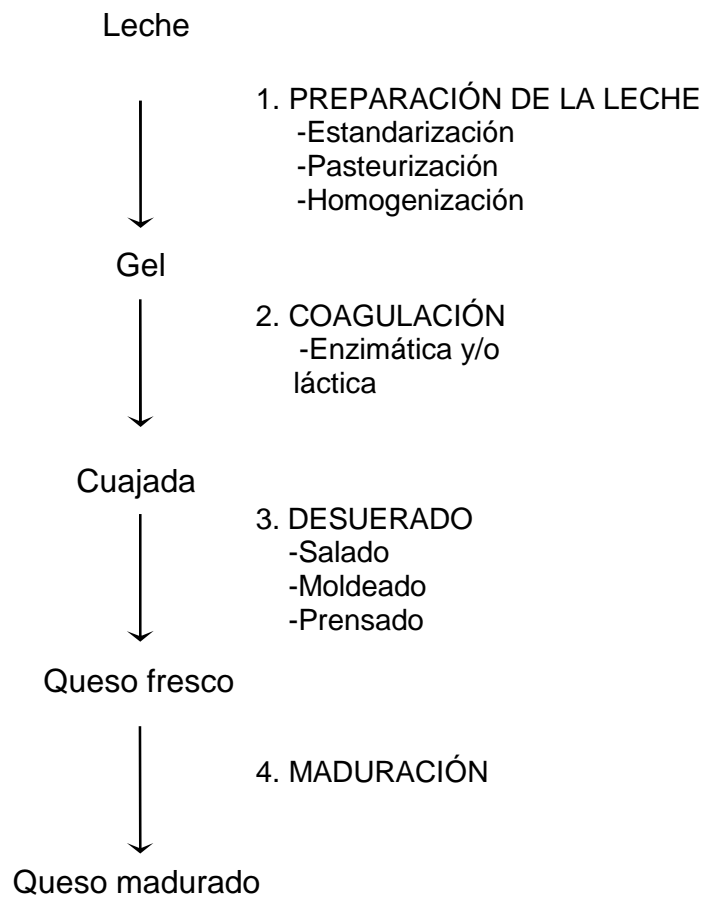 Leche
1. PREPARACIÓN DE LA LECHE
-Estandarización
-Pasteurización
-Homogenización
Gel
2. COAGULACIÓN
-Enzimática y/o
láctica
Cuajada
3. DESUERADO
-Salado
-Moldeado
-Prensado
Queso fresco
4. MADURACIÓN
Queso madurado